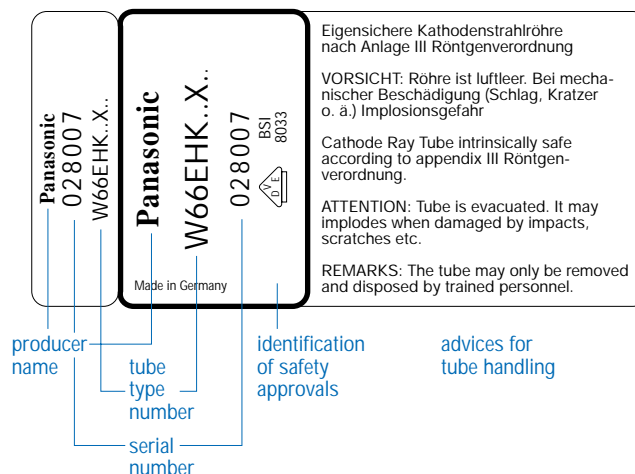 Panasonic
028007
W66EHK..X..
Panasonic
W66EHK..X..
028007
BSI
8033
DVE
Made in Germany
Eigensichere Kathodenstrahlröhre
nach Anlage III Röntgenverordnung
VORSICHT: Röhre ist luftleer. Bei mecha-
nischer Beschädigung (Schlag, Kratzer
o. ä.) Implosionsgefahr
Cathode Ray Tube intrinsically safe
according to appendix III Röntgen-
verordnung.
ATTENTION: Tube is evacuated. It may
implodes when damaged by impacts,
scratches etc.
REMARKS: The tube may only be removed
and disposed by trained personnel.
producer
name
tube
type
number
serial
number
identification
of safety
approvals
advices for
tube handling